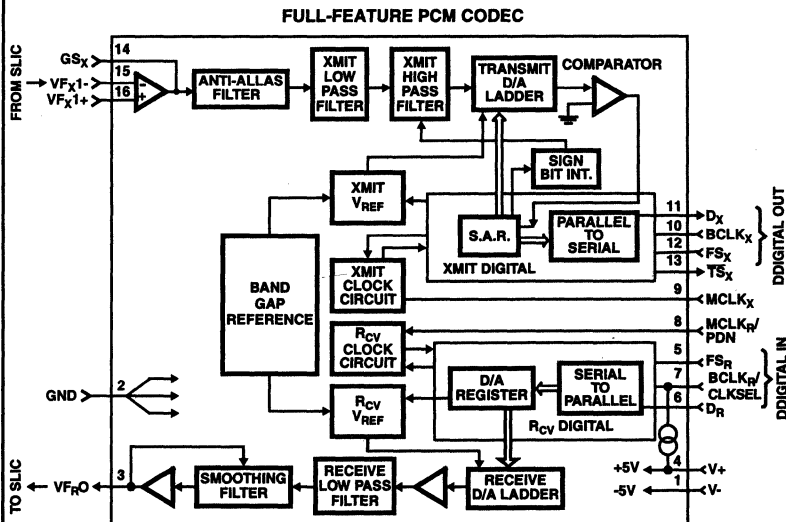 FULL-FEATURE PCM CODEC
FROM SLIC
GSX
14
VFX1-
15
VFX1+
16
-
+
ANTI-ALLAS
FILTER
XMIT
LOW
PASS
FILTER
XMIT
HIGH
PASS
FILTER
TRANSMIT
D/A
LADDER
COMPARATOR
SIGN
BIT INT.
XMIT
VREF
S.A.R.
PARALLEL
TO
SERIAL
XMIT DIGITAL
11
DX
10
BCLKX
12
FSX
13
TSX
DDIGITAL OUT
BAND
GAP
REFERENCE
XMIT
CLOCK
CIRCUIT
9
MCLKX
RCV
CLOCK
CIRCUIT
8
MCLKR/
PDN
5
FSR
7
BCLKR/
CLKSEL
6
DR
DDIGITAL IN
D/A
REGISTER
SERIAL
TO
PARALLEL
RCV DIGITAL
GND
2
RCV
VREF
TO SLIC
VFRO
3
SMOOTHING
FILTER
RECEIVE
LOW PASS
FILTER
RECEIVE
D/A LADDER
+5V
4
V+
-5V
1
V-